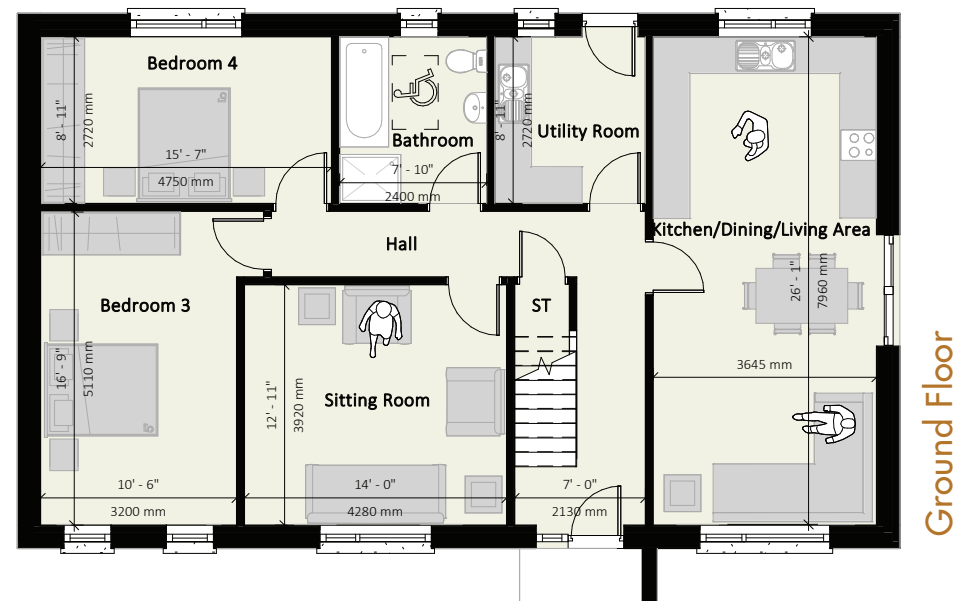 Bedroom 4
8' - 11"
2720 mm
15' - 7"
4750 mm
Bathroom
7' - 10"
2400 mm
8' - 11"
2720 mm
Utility Room
Kitchen/Dining/Living Area
26' - 1"
7960 mm
3645 mm
Hall
Bedroom 3
16' - 9"
5110 mm
10' - 6"
3200 mm
ST
Sitting Room
12' - 11"
3920 mm
14' - 0"
4280 mm
7' - 0"
2130 mm
Ground Floor